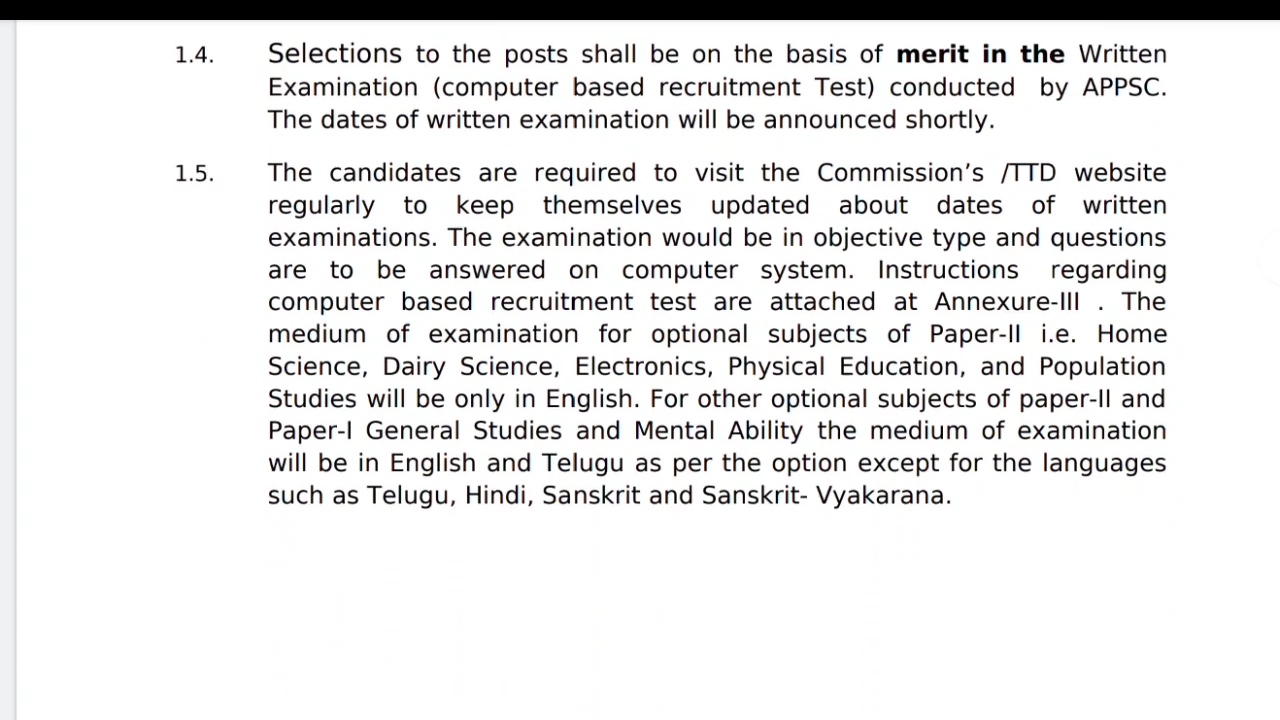 1.4. Selections to the posts shall be on the basis of merit in the Written
Examination (computer based recruitment Test) conducted by APPSC.
The dates of written examination will be announced shortly.
1.5. The candidates are required to visit the Commission’s /TTD website
regularly to keep themselves updated about dates of written
examinations. The examination would be in objective type and questions
are to be answered on computer system. Instructions regarding
computer based recruitment test are attached at Annexure-III . The
medium of examination for optional subjects of Paper-II i.e. Home
Science, Dairy Science, Electronics, Physical Education, and Population
Studies will be only in English. For other optional subjects of paper-II and
Paper-I General Studies and Mental Ability the medium of examination
will be in English and Telugu as per the option except for the languages
such as Telugu, Hindi, Sanskrit and Sanskrit- Vyakarana.